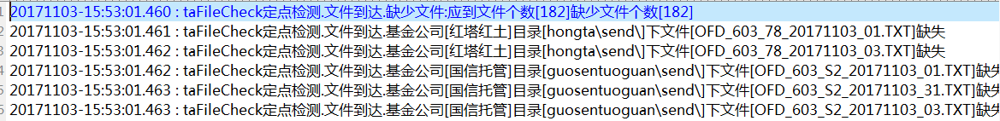 20171103-15:53:01.460 : taFileCheck定点检测.文件到达.缺少文件:应到文件个数[182]缺少文件个数[182]
20171103-15:53:01.461 : taFileCheck定点检测.文件到达.基金公司[红塔红土]目录[hongta\send\]下文件[OFD_603_78_20171103_01.TXT]缺失
20171103-15:53:01.462 : taFileCheck定点检测.文件到达.基金公司[红塔红土]目录[hongta\send\]下文件[OFD_603_78_20171103_03.TXT]缺失
20171103-15:53:01.462 : taFileCheck定点检测.文件到达.基金公司[国信托管]目录[guosentuoguan\send\]下文件[OFD_603_S2_20171103_01.TXT]缺失
20171103-15:53:01.463 : taFileCheck定点检测.文件到达.基金公司[国信托管]目录[guosentuoguan\send\]下文件[OFD_603_S2_20171103_31.TXT]缺失
20171103-15:53:01.463 : taFileCheck定点检测.文件到达.基金公司[国信托管]目录[guosentuoguan\send\]下文件[OFD_603_S2_20171103_03.TXT]缺失